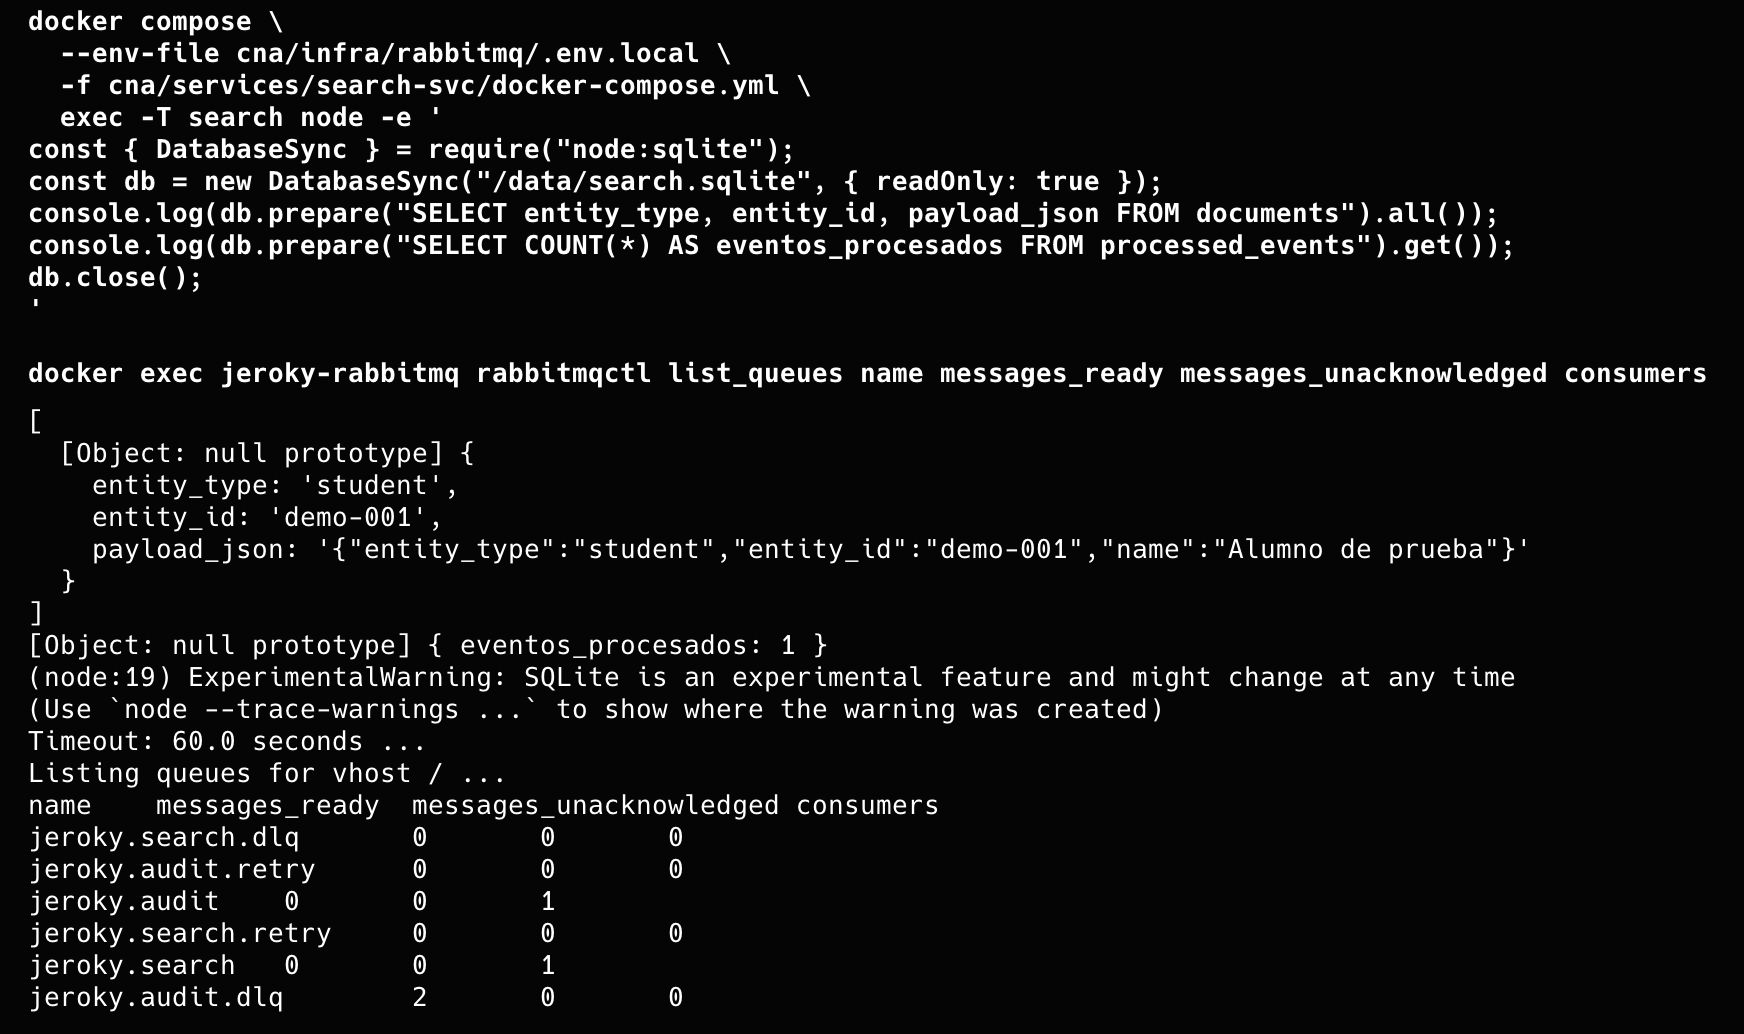 docker compose \
  --env-file cna/infra/rabbitmq/.env.local \
  -f cna/services/search-svc/docker-compose.yml \
  exec -T search node -e '
const { DatabaseSync } = require("node:sqlite");
const db = new DatabaseSync("/data/search.sqlite", { readOnly: true });
console.log(db.prepare("SELECT entity_type, entity_id, payload_json FROM documents").all());
console.log(db.prepare("SELECT COUNT(*) AS eventos_procesados FROM processed_events").get());
db.close();
'

docker exec jeroky-rabbitmq rabbitmqctl list_queues name messages_ready messages_unacknowledged consumers
[
  [Object: null prototype] {
    entity_type: 'student',
    entity_id: 'demo-001',
    payload_json: '{"entity_type":"student","entity_id":"demo-001","name":"Alumno de prueba"}'
  }
]
[Object: null prototype] { eventos_procesados: 1 }
(node:19) ExperimentalWarning: SQLite is an experimental feature and might change at any time
(Use `node --trace-warnings ...` to show where the warning was created)
Timeout: 60.0 seconds ...
Listing queues for vhost / ...
name    messages_ready  messages_unacknowledged consumers
jeroky.search.dlq       0       0       0
jeroky.audit.retry      0       0       0
jeroky.audit    0       0       1
jeroky.search.retry     0       0       0
jeroky.search   0       0       1
jeroky.audit.dlq        2       0       0